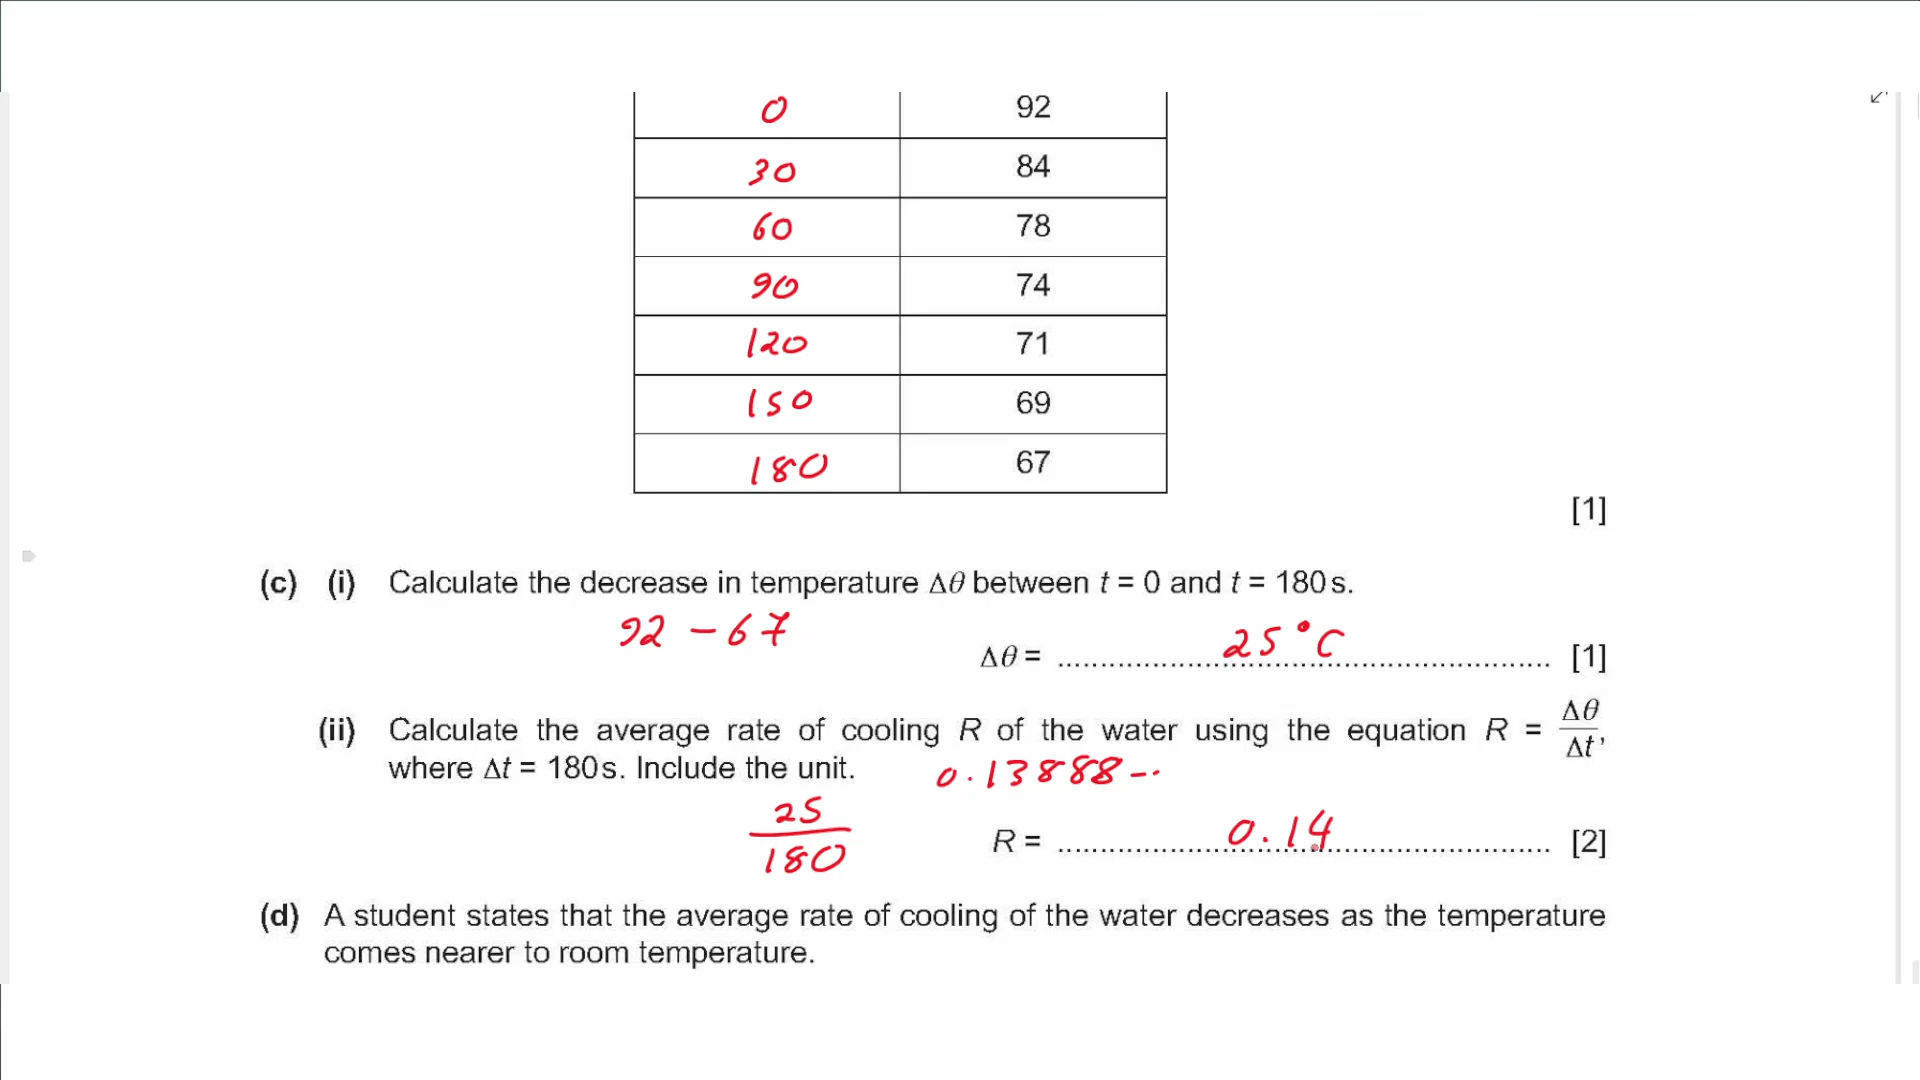 0 92
30 84
60 78
90 74
120 71
150 69
180 67
[1]
(c) (i) Calculate the decrease in temperature Δθ between t = 0 and t = 180 s.
92 – 67
Δθ = 25°C [1]
(ii) Calculate the average rate of cooling R of the water using the equation R = Δθ/Δt,
where Δt = 180 s. Include the unit. 0.13888--.
25/180
R = 0.14 [2]
(d) A student states that the average rate of cooling of the water decreases as the temperature
comes nearer to room temperature.